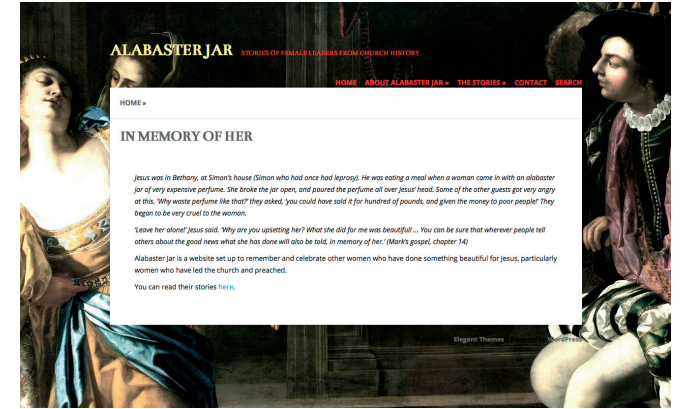 ALABASTER JAR STORIES OF FEMALE LEADERS FROM CHURCH HISTORY
HOME ABOUT ALABASTER JAR » THE STORIES » CONTACT SEARCH
HOME »
IN MEMORY OF HER
Jesus was in Bethany, at Simon's house (Simon who had once had leprosy). He was eating a meal when a woman came in with an alabaster
jar of very expensive perfume. She broke the jar open, and poured the perfume all over Jesus' head. Some of the other guests got very angry
at this. 'Why waste perfume like that?' they asked, 'you could have sold it for hundred of pounds, and given the money to poor people!' They
began to be very cruel to the woman.
'Leave her alone!' Jesus said. 'Why are you upsetting her? What she did for me was beautiful! ... You can be sure that wherever people tell
others about the good news what she has done will also be told, in memory of her.' (Mark's gospel, chapter 14)
Alabaster Jar is a website set up to remember and celebrate other women who have done something beautiful for Jesus, particularly
women who have led the church and preached.
You can read their stories here.
Elegant Themes WordPress